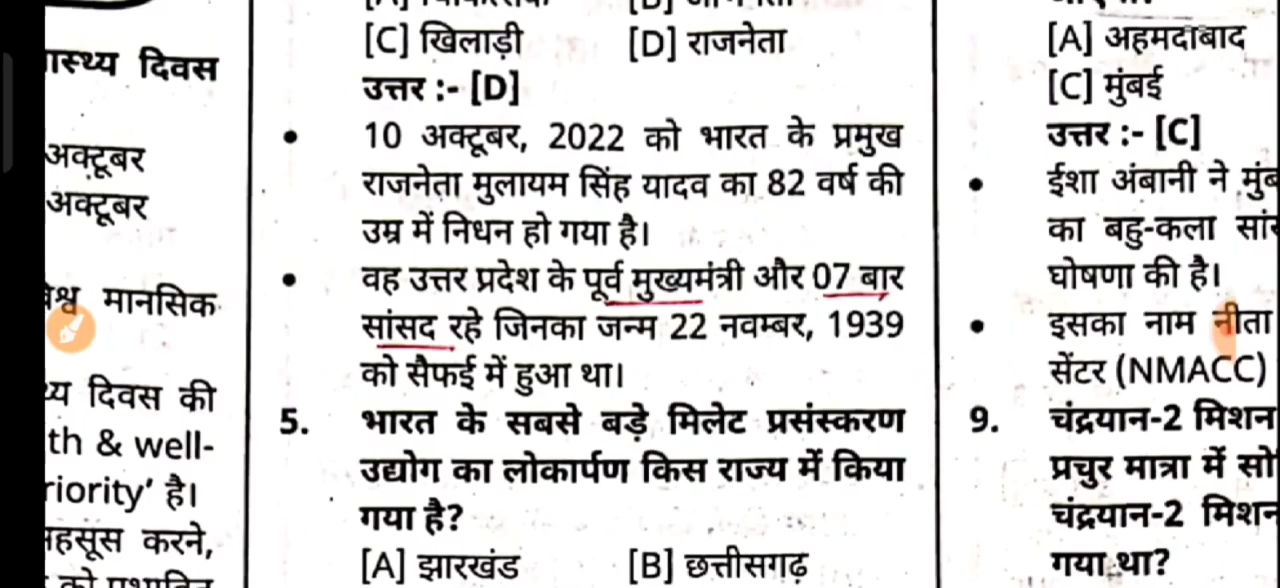 स्थ्य दिवस
अक्टूबर
अक्टूबर
मानसिक
दिवस की
th & well-
riority’ है।
महसूस करने,
[C] खिलाड़ी [D] राजनेता
उत्तर :- [D]
• 10 अक्टूबर, 2022 को भारत के प्रमुख
राजनेता मुलायम सिंह यादव का 82 वर्ष की
उम्र में निधन हो गया है।
• वह उत्तर प्रदेश के पूर्व मुख्यमंत्री और 07 बार
सांसद रहे जिनका जन्म 22 नवम्बर, 1939
को सैफई में हुआ था।
5. भारत के सबसे बड़े मिलेट प्रसंस्करण
उद्योग का लोकार्पण किस राज्य में किया
गया है?
[A] झारखंड [B] छत्तीसगढ़
[A] अहमदाबाद
[C] मुंबई
उत्तर :- [C]
• ईशा अंबानी ने मुंब
का बहु-कला सां
घोषणा की है।
• इसका नाम नीता
सेंटर (NMACC)
9. चंद्रयान-2 मिशन
प्रचुर मात्रा में सो
चंद्रयान-2 मिशन
गया था?